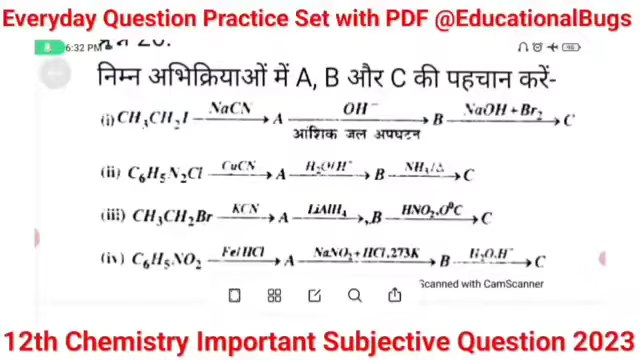 Everyday Question Practice Set with PDF @EducationalBugs
6:32 PM
निम्न अभिक्रियाओं में A, B और C की पहचान करें-
(i) CH₃CH₂I —NaCN→ A —OH⁻ आंशिक जल अपघटन→ B —NaOH + Br₂→ C
(ii) C₆H₅N₂Cl —CuCN→ A —H₂O/H⁺→ B —NH₃/△→ C
(iii) CH₃CH₂Br —KCN→ A —LiAlH₄→ B —HNO₂, 0⁰C→ C
(iv) C₆H₅NO₂ —Fe/HCl→ A —NaNO₂ + HCl, 273K→ B —H₂O, H⁺→ C
Scanned with CamScanner
12th Chemistry Important Subjective Question 2023